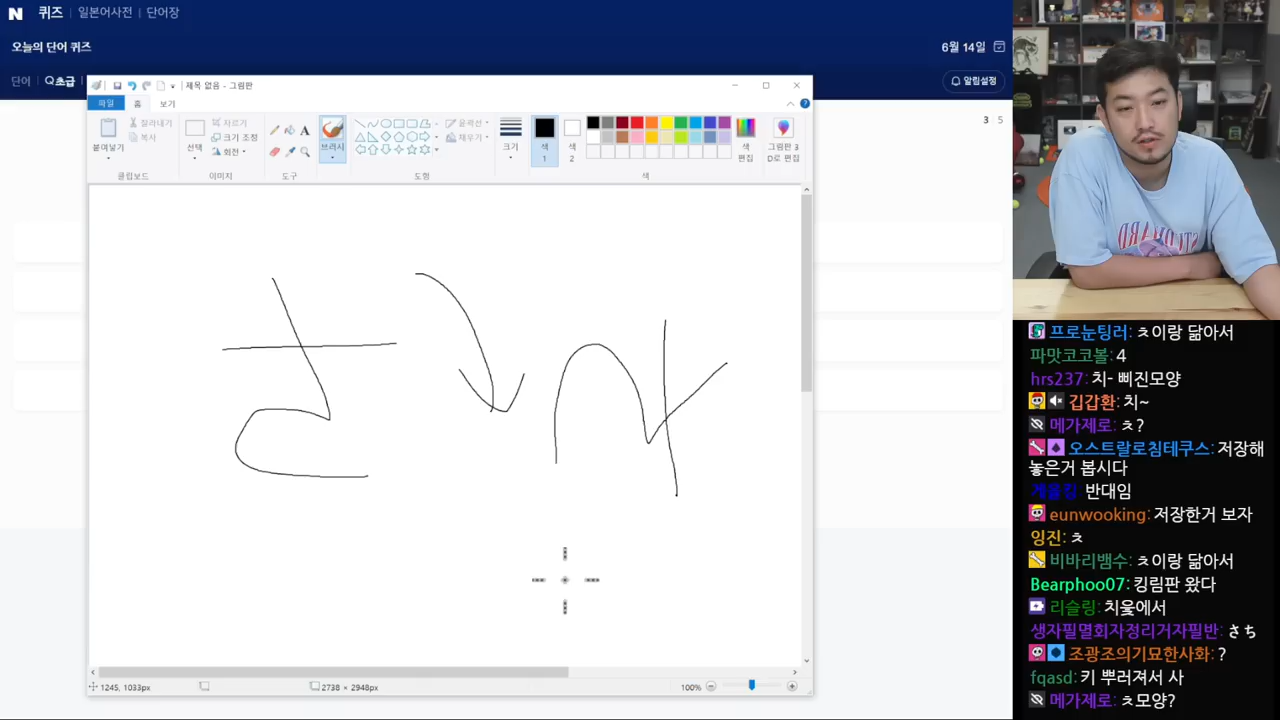 N 퀴즈 일본어사전 단어장
오늘의 단어 퀴즈
6월 14일
단어 초급
알림설정
3 5
제목 없음 - 그림판
파일 홈 보기
붙여넣기 잘라내기 복사
클립보드
선택 자르기 크기 조정 회전
이미지
A
도구
브러시
윤곽선 채우기
도형
크기
색 1 색 2
색 편집
색
그림판 3D로 편집
さ
1245, 1033px
2738 × 2948px
100%
프로눈팅러: ㅊ이랑 닮아서
파맛코코볼: 4
hrs237: 치- 삐진모양
김갑환: 치~
메가제로: ㅊ?
오스트랄로침테쿠스: 저장해
놓은거 봅시다
게을킹: 반대임
eunwooking: 저장한거 보자
잉진: ㅊ
비바리뱀수: ㅊ이랑 닮아서
Bearphoo07: 킹림판 왔다
리슬링: 치읓에서
생자필멸회자정리거자필반: さち
조광조의기묘한사화: ?
fqasd: 키 뿌러져서 사
메가제로: ㅊ모양?